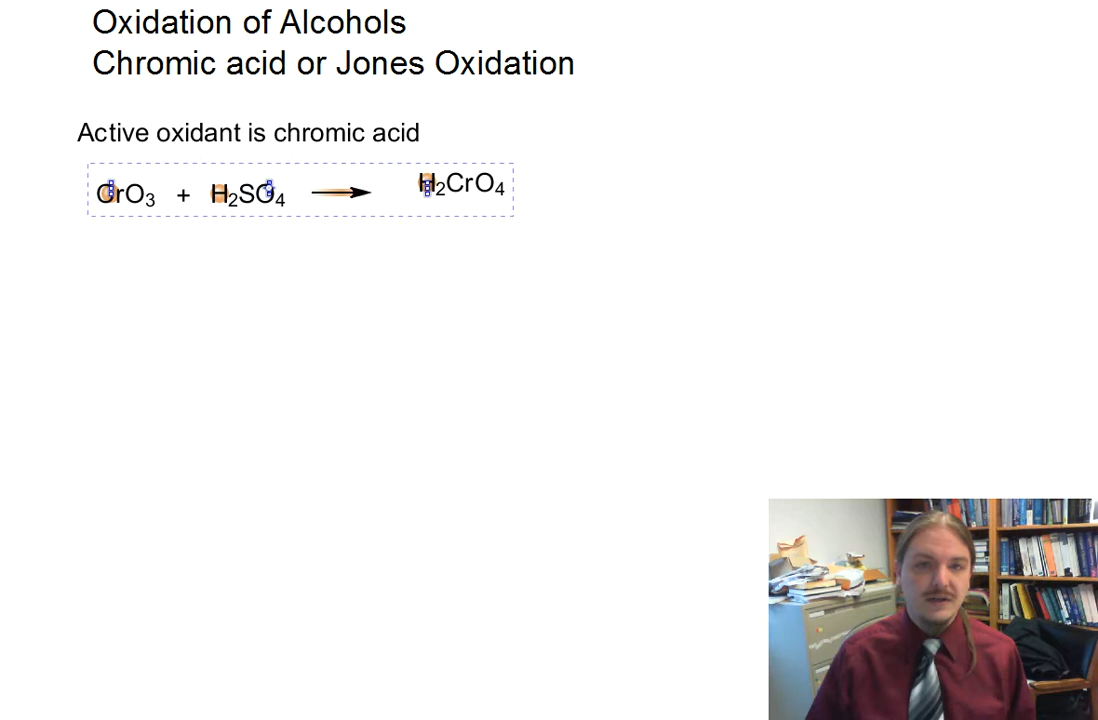 Oxidation of Alcohols
Chromic acid or Jones Oxidation
Active oxidant is chromic acid
CrO₃ + H₂SO₄ → H₂CrO₄